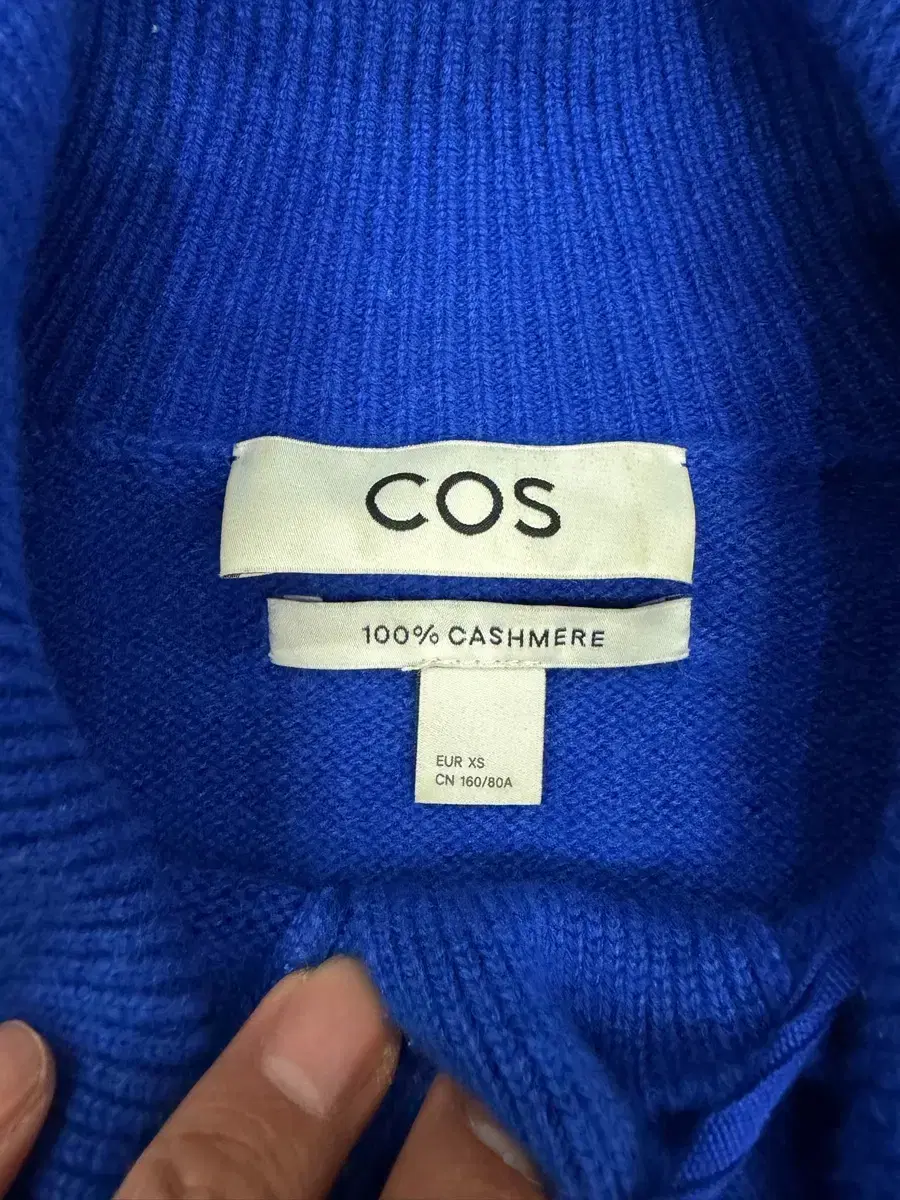 COS
100% CASHMERE
EUR XS
CN 160/80A